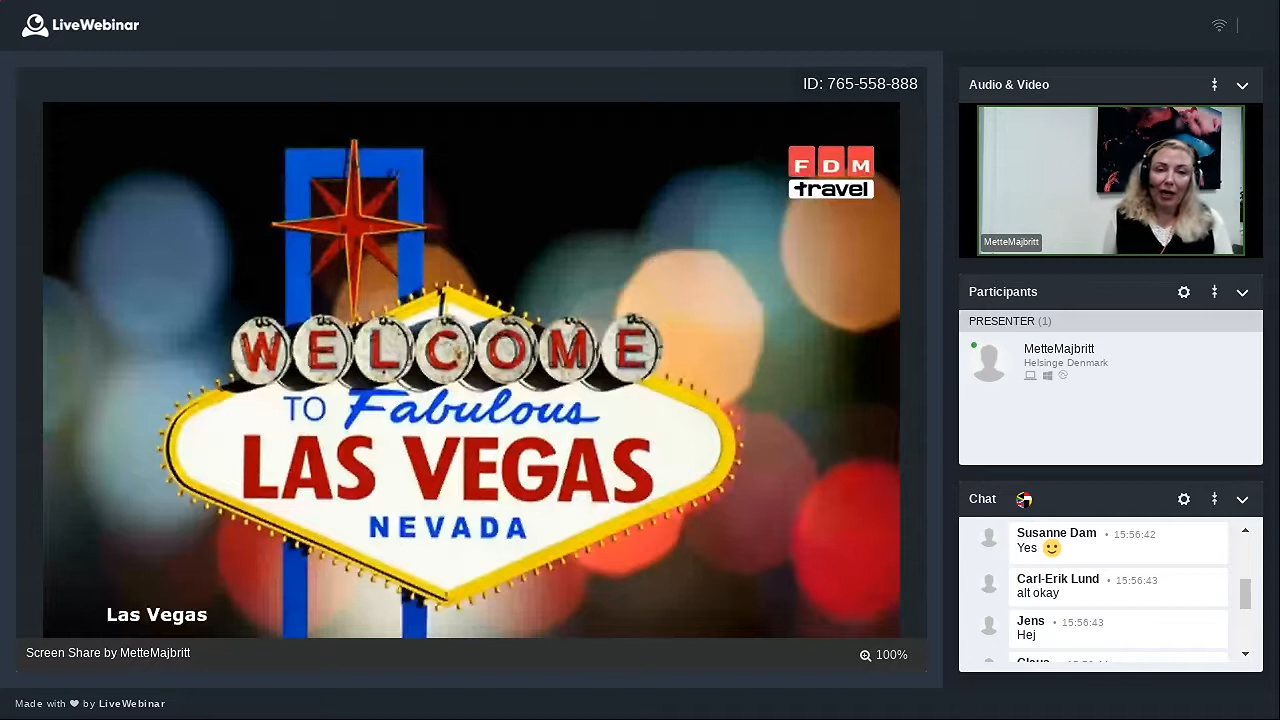 LiveWebinar
ID: 765-558-888
FDM
travel
WELCOME
TO Fabulous
LAS VEGAS
NEVADA
Las Vegas
Screen Share by MetteMajbritt
100%
Audio & Video
MetteMajbritt
Participants
PRESENTER (1)
MetteMajbritt
Helsinge Denmark
Chat
Susanne Dam • 15:56:42
Yes
Carl-Erik Lund • 15:56:43
alt okay
Jens • 15:56:43
Hej
Made with ❤ by LiveWebinar